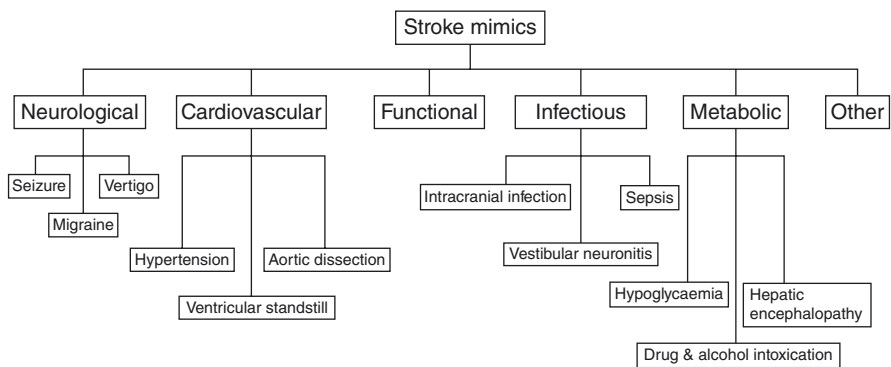 Stroke mimics
Neurological
Cardiovascular
Functional
Infectious
Metabolic
Other
Seizure
Vertigo
Migraine
Hypertension
Aortic dissection
Ventricular standstill
Intracranial infection
Sepsis
Vestibular neuronitis
Hypoglycaemia
Hepatic
encephalopathy
Drug & alcohol intoxication